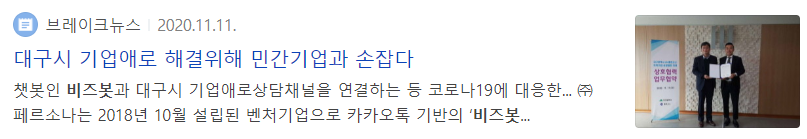 브레이크뉴스 2020.11.11.
대구시 기업애로 해결위해 민간기업과 손잡다
챗봇인 비즈봇과 대구시 기업애로상담채널을 연결하는 등 코로나19에 대응한... ㈜
페르소나는 2018년 10월 설립된 벤처기업으로 카카오톡 기반의 '비즈봇...
상호협력
업무협약